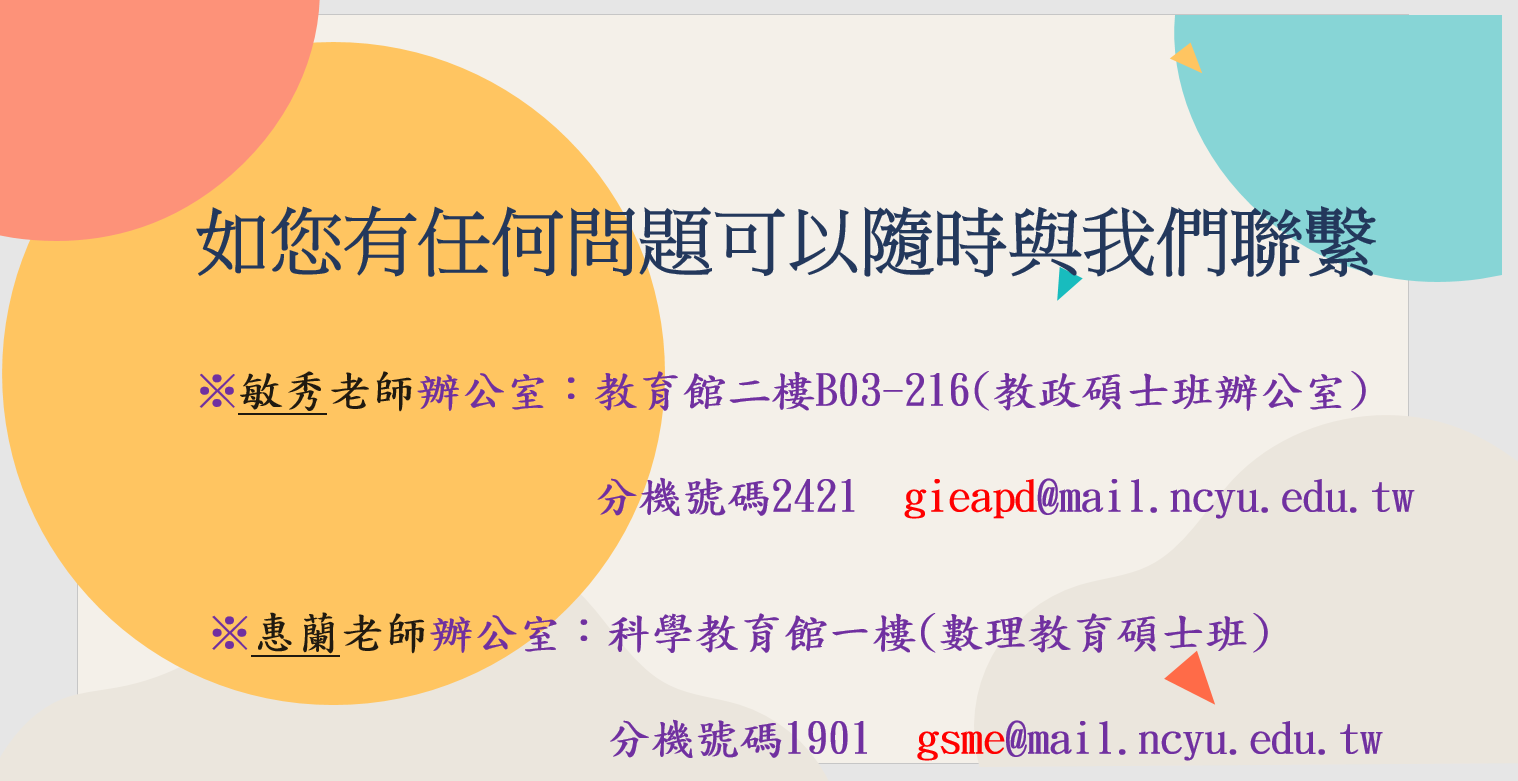 如您有任何問題可以隨時與我們聯繫
※敏秀老師辦公室：教育館二樓B03-216(教政碩士班辦公室)
分機號碼2421 gieapd@mail.ncyu.edu.tw
※惠蘭老師辦公室：科學教育館一樓(數理教育碩士班)
分機號碼1901 gsme@mail.ncyu.edu.tw